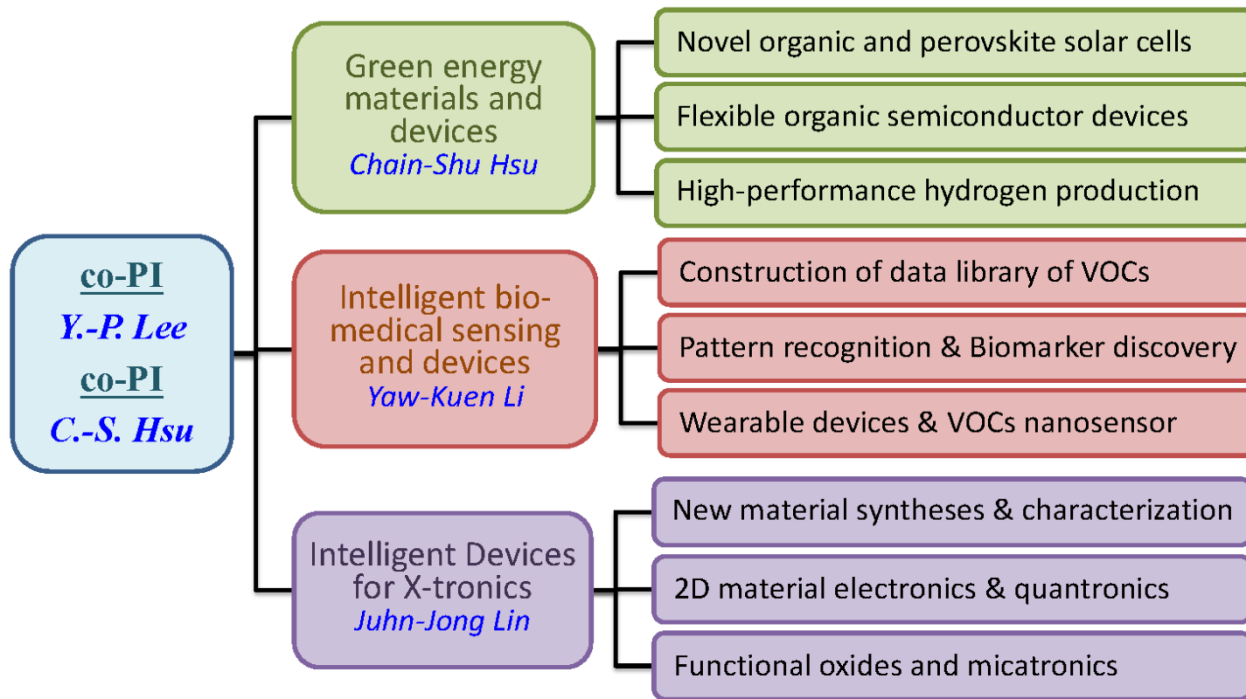 co-PI
Y.-P. Lee
co-PI
C.-S. Hsu
Green energy
materials and
devices
Chain-Shu Hsu
Novel organic and perovskite solar cells
Flexible organic semiconductor devices
High-performance hydrogen production
Intelligent bio-
medical sensing
and devices
Yaw-Kuen Li
Construction of data library of VOCs
Pattern recognition & Biomarker discovery
Wearable devices & VOCs nanosensor
Intelligent Devices
for X-tronics
Juhn-Jong Lin
New material syntheses & characterization
2D material electronics & quantronics
Functional oxides and micatronics